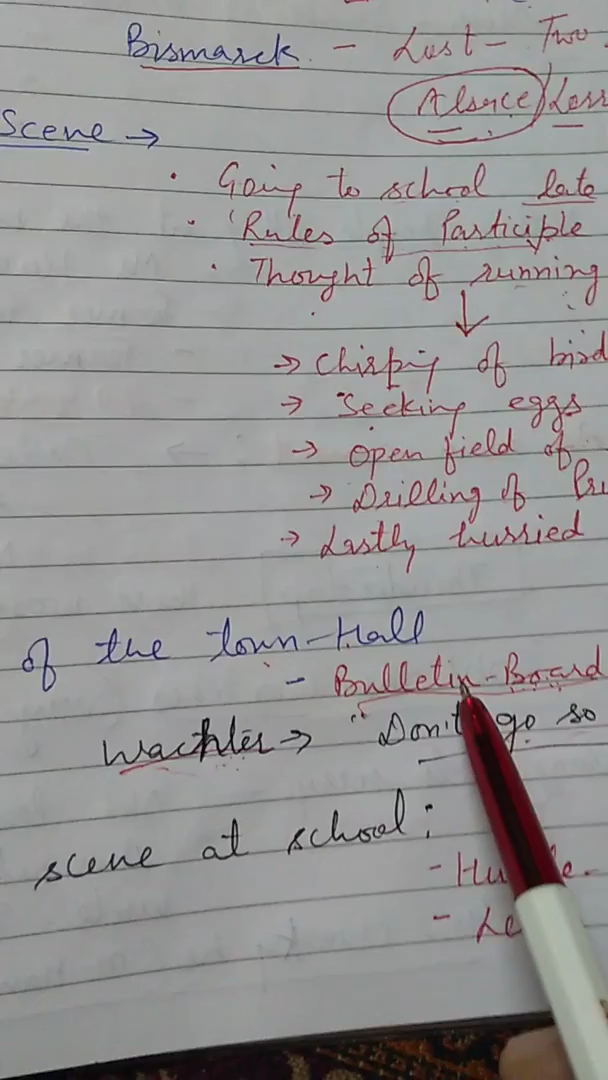 Bismarck - Lost - Two
Alsace/Lorr
Scene →
· Going to school late
· 'Rules of Participle
· Thought of running
→ Chirping of bird
→ Seeking eggs
→ Open field of
→ Drilling of Pru
→ Lastly hurried
of the town-Hall
- Bulletin-Board
Wachter → "Don't go so
scene at school: